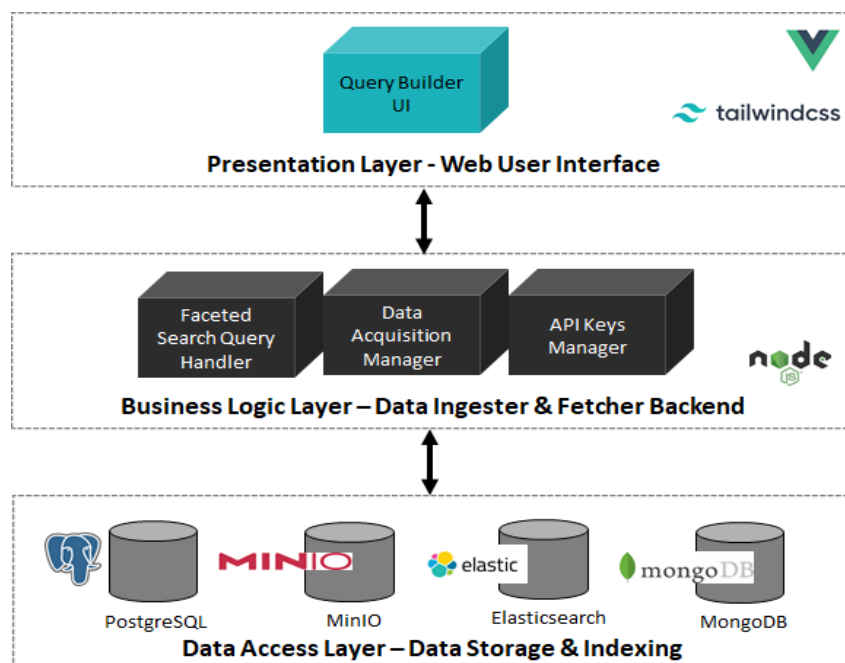 Query Builder
UI
tailwindcss
Presentation Layer - Web User Interface
Faceted
Search Query
Handler
Data
Acquisition
Manager
API Keys
Manager
node
JS
Business Logic Layer – Data Ingester & Fetcher Backend
MINIO
elastic
mongoDB
PostgreSQL
MinIO
Elasticsearch
MongoDB
Data Access Layer – Data Storage & Indexing